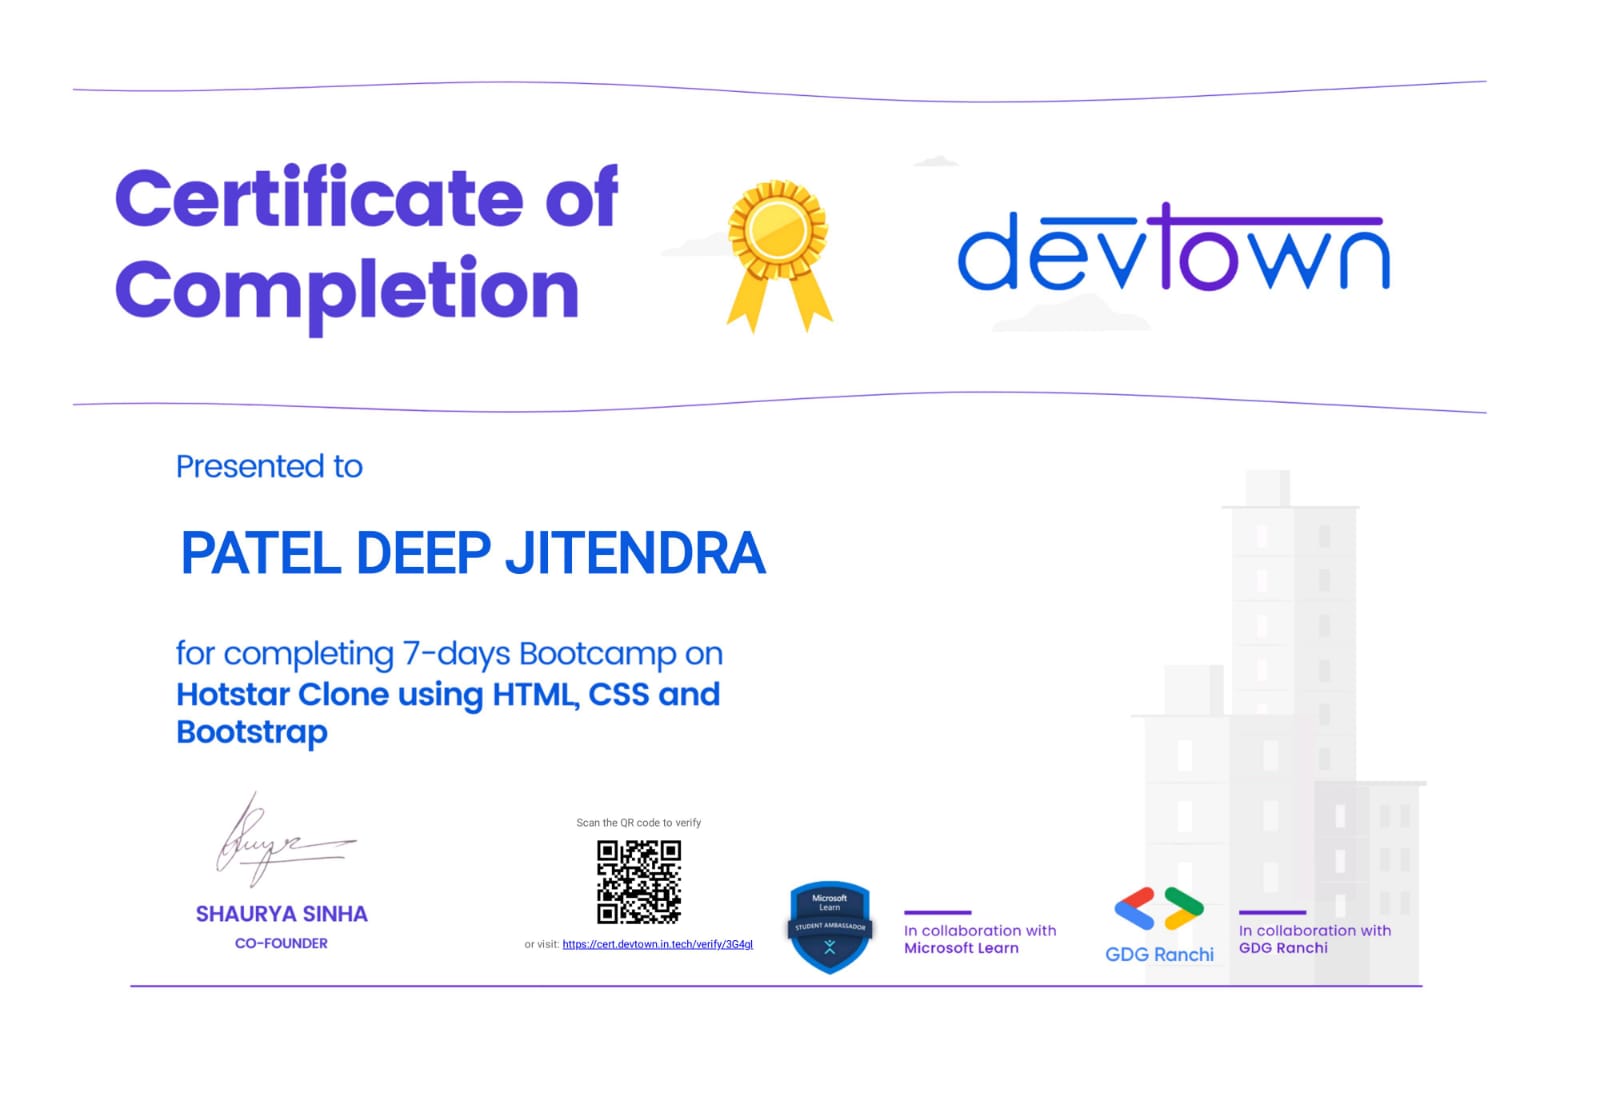 Certificate of
Completion
devtown
Presented to
PATEL DEEP JITENDRA
for completing 7-days Bootcamp on
Hotstar Clone using HTML, CSS and
Bootstrap
SHAURYA SINHA
CO-FOUNDER
Scan the QR code to verify
or visit: https://cert.devtown.in.tech/verify/3G4gl
Microsoft
Learn
STUDENT AMBASSADOR
In collaboration with
Microsoft Learn
GDG Ranchi
In collaboration with
GDG Ranchi